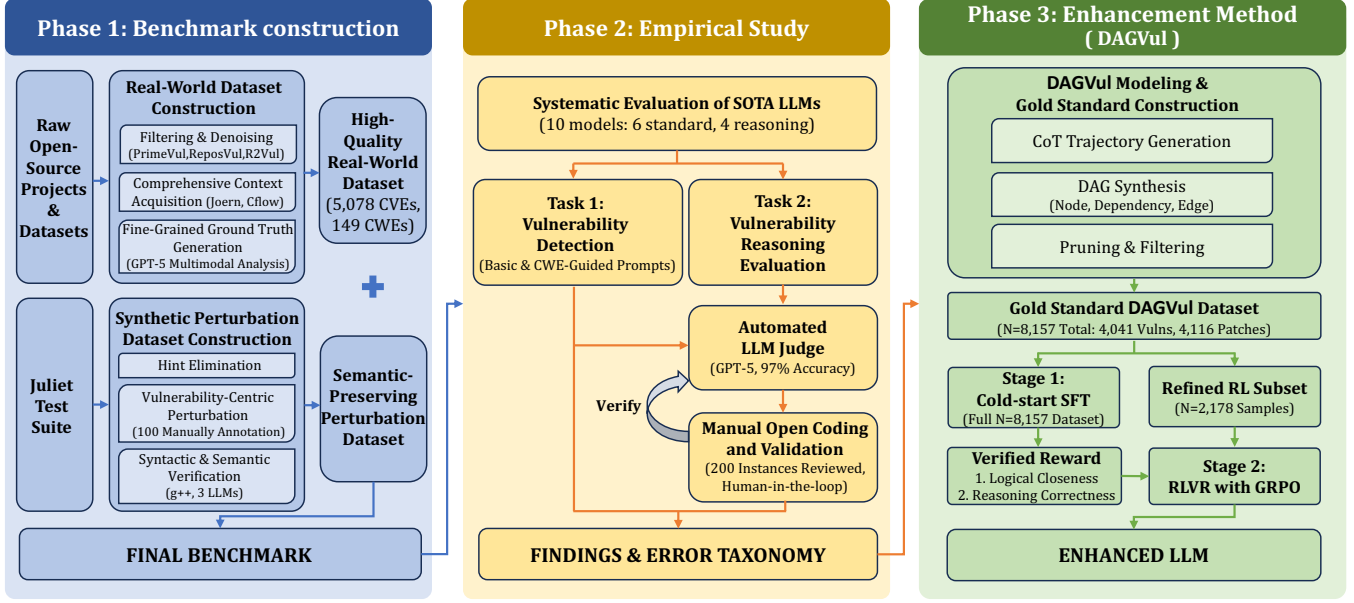 Phase 1: Benchmark construction
Raw
Open-
Source
Projects
&
Datasets
Real-World Dataset
Construction
Filtering & Denoising
(PrimeVul,ReposVul,R2Vul)
Comprehensive Context
Acquisition (Joern, Cflow)
Fine-Grained Ground Truth
Generation
(GPT-5 Multimodal Analysis)
High-
Quality
Real-World
Dataset
(5,078 CVEs,
149 CWEs)
Juliet
Test
Suite
Synthetic Perturbation
Dataset Construction
Hint Elimination
Vulnerability-Centric
Perturbation
(100 Manually Annotation)
Syntactic & Semantic
Verification
(g++, 3 LLMs)
Semantic-
Preserving
Perturbation
Dataset
FINAL BENCHMARK
Phase 2: Empirical Study
Systematic Evaluation of SOTA LLMs
(10 models: 6 standard, 4 reasoning)
Task 1:
Vulnerability
Detection
(Basic & CWE-Guided Prompts)
Task 2:
Vulnerability
Reasoning
Evaluation
Automated
LLM Judge
(GPT-5, 97% Accuracy)
Verify
Manual Open Coding
and Validation
(200 Instances Reviewed,
Human-in-the-loop)
FINDINGS & ERROR TAXONOMY
Phase 3: Enhancement Method
( DAGVul )
DAGVul Modeling &
Gold Standard Construction
CoT Trajectory Generation
DAG Synthesis
(Node, Dependency, Edge)
Pruning & Filtering
Gold Standard DAGVul Dataset
(N=8,157 Total: 4,041 Vulns, 4,116 Patches)
Stage 1:
Cold-start SFT
(Full N=8,157 Dataset)
Refined RL Subset
(N=2,178 Samples)
Verified Reward
1. Logical Closeness
2. Reasoning Correctness
Stage 2:
RLVR with GRPO
ENHANCED LLM